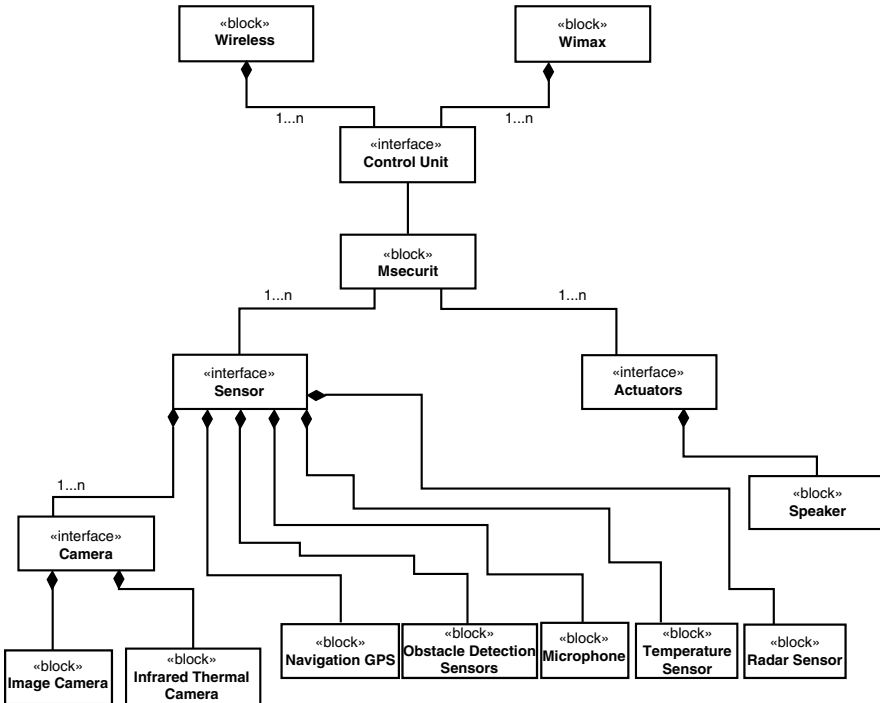 «block»
Wireless
«block»
Wimax
1...n
1...n
«interface»
Control Unit
«block»
Msecurit
1...n
1...n
«interface»
Sensor
«interface»
Actuators
1...n
«block»
Speaker
«interface»
Camera
«block»
Image Camera
«block»
Infrared Thermal
Camera
«block»
Navigation GPS
«block»
Obstacle Detection
Sensors
«block»
Microphone
«block»
Temperature
Sensor
«block»
Radar Sensor